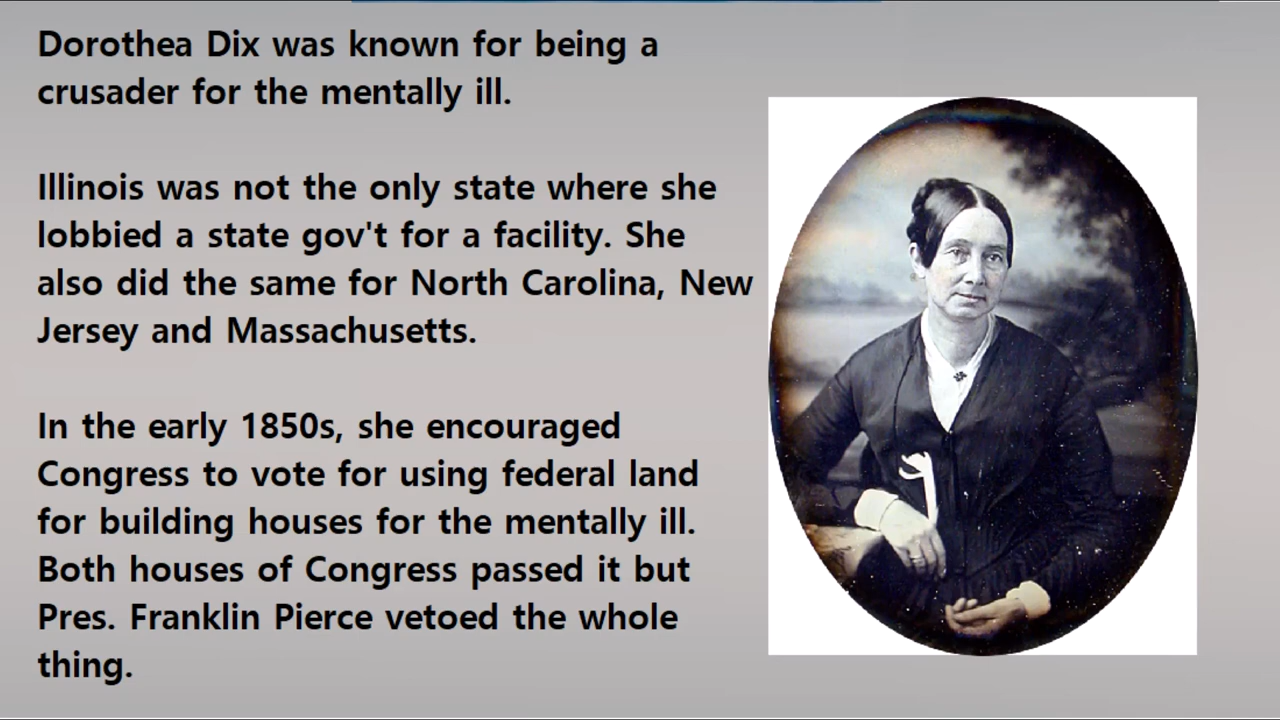 Dorothea Dix was known for being a
crusader for the mentally ill.
Illinois was not the only state where she
lobbied a state gov't for a facility. She
also did the same for North Carolina, New
Jersey and Massachusetts.
In the early 1850s, she encouraged
Congress to vote for using federal land
for building houses for the mentally ill.
Both houses of Congress passed it but
Pres. Franklin Pierce vetoed the whole
thing.